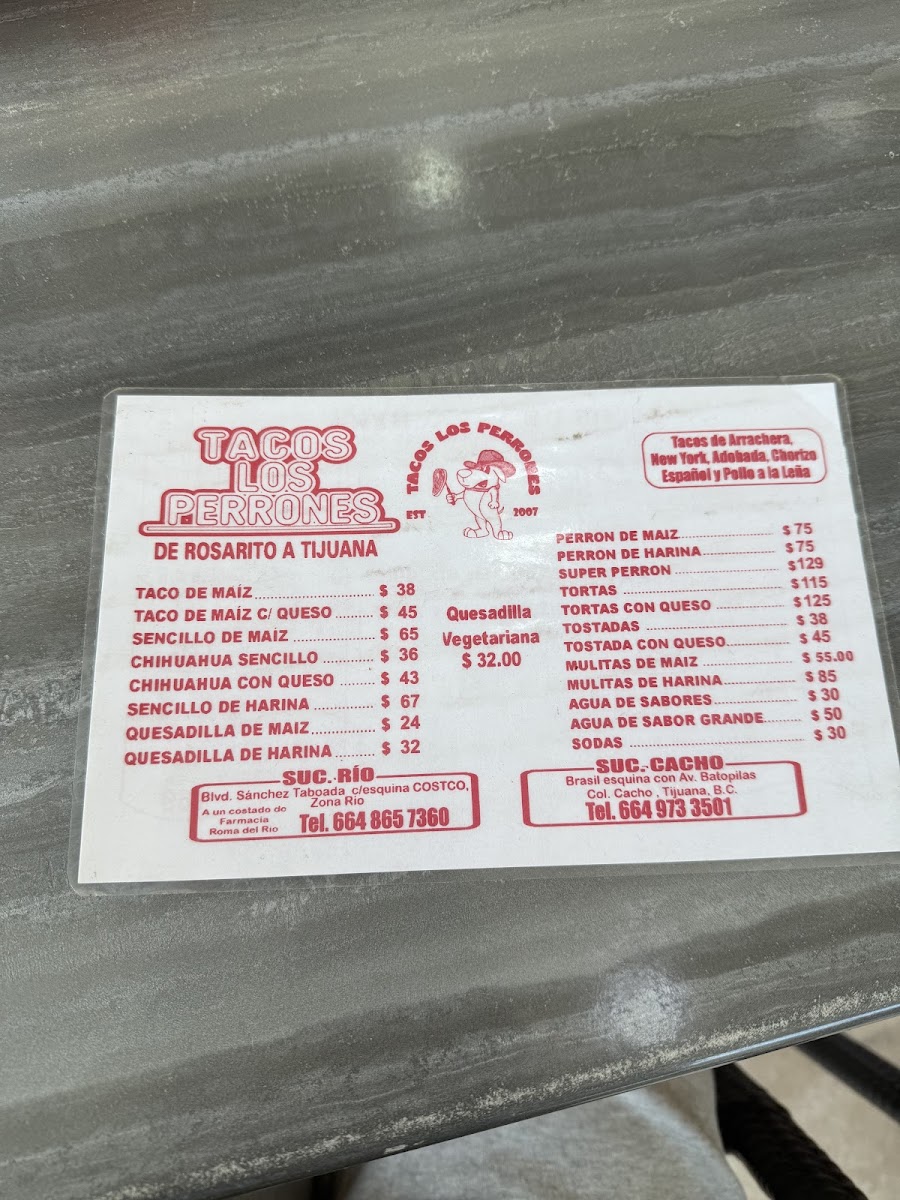 TACOS
LOS
PERRONES
DE ROSARITO A TIJUANA
TACOS LOS PERRONES
EST 2007
Tacos de Arrachera,
New York, Adobada, Chorizo
Español y Pollo a la Leña
TACO DE MAÍZ $ 38
TACO DE MAÍZ C/ QUESO $ 45
SENCILLO DE MAÍZ $ 65
CHIHUAHUA SENCILLO $ 36
CHIHUAHUA CON QUESO $ 43
SENCILLO DE HARINA $ 67
QUESADILLA DE MAIZ $ 24
QUESADILLA DE HARINA $ 32
Quesadilla
Vegetariana
$ 32.00
PERRON DE MAIZ $ 75
PERRON DE HARINA $ 75
SUPER PERRON $129
TORTAS $115
TORTAS CON QUESO $125
TOSTADAS $ 38
TOSTADA CON QUESO $ 45
MULITAS DE MAIZ $ 55.00
MULITAS DE HARINA $ 85
AGUA DE SABORES $ 30
AGUA DE SABOR GRANDE $ 50
SODAS $ 30
SUC. RÍO
Blvd. Sánchez Taboada c/esquina COSTCO,
Zona Rio
A un costado de
Farmacia
Roma del Rio
Tel. 664 865 7360
SUC. CACHO
Brasil esquina con Av. Batopilas
Col. Cacho , Tijuana, B.C.
Tel. 664 973 3501